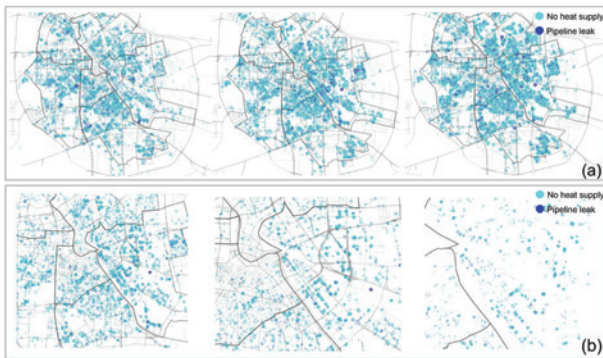 No heat supply
Pipeline leak
(a)
No heat supply
Pipeline leak
(b)